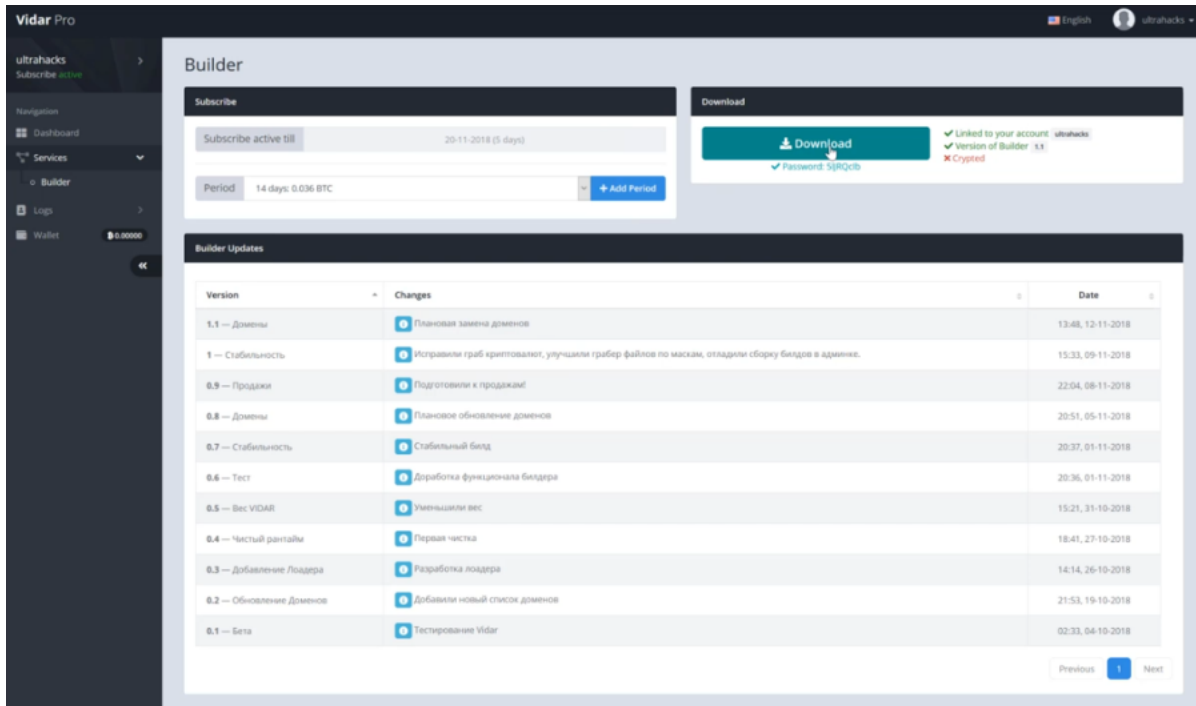 Vidar Pro
English
ultrahacks
ultrahacks
Subscribe active
Navigation
Dashboard
Services
Builder
Logs
Wallet
฿ 0.00000
Builder
Subscribe
Subscribe active till
20-11-2018 (5 days)
Period
14 days: 0.036 BTC
+ Add Period
Download
Download
Password:
Linked to your account ultrahacks
Version of Builder 1.1
Crypted
Builder Updates
Version Changes Date
1.1 — Домены Плановая замена доменов 13:48, 12-11-2018
1 — Стабильность Исправили граб криптовалют, улучшили грабер файлов по маскам, отладили сборку билдов в админке. 15:33, 09-11-2018
0.9 — Продажи Подготовили к продажам! 22:04, 08-11-2018
0.8 — Домены Плановое обновление доменов 20:51, 05-11-2018
0.7 — Стабильность Стабильный билд 20:37, 01-11-2018
0.6 — Тест Доработка функционала билдера 20:36, 01-11-2018
0.5 — Вес VIDAR Уменьшили вес 15:21, 31-10-2018
0.4 — Чистый рантайм Первая чистка 18:41, 27-10-2018
0.3 — Добавление Лоадера Разработка лоадера 14:14, 26-10-2018
0.2 — Обновление Доменов Добавили новый список доменов 21:53, 19-10-2018
0.1 — Бета Тестирование Vidar 02:33, 04-10-2018
Previous 1 Next